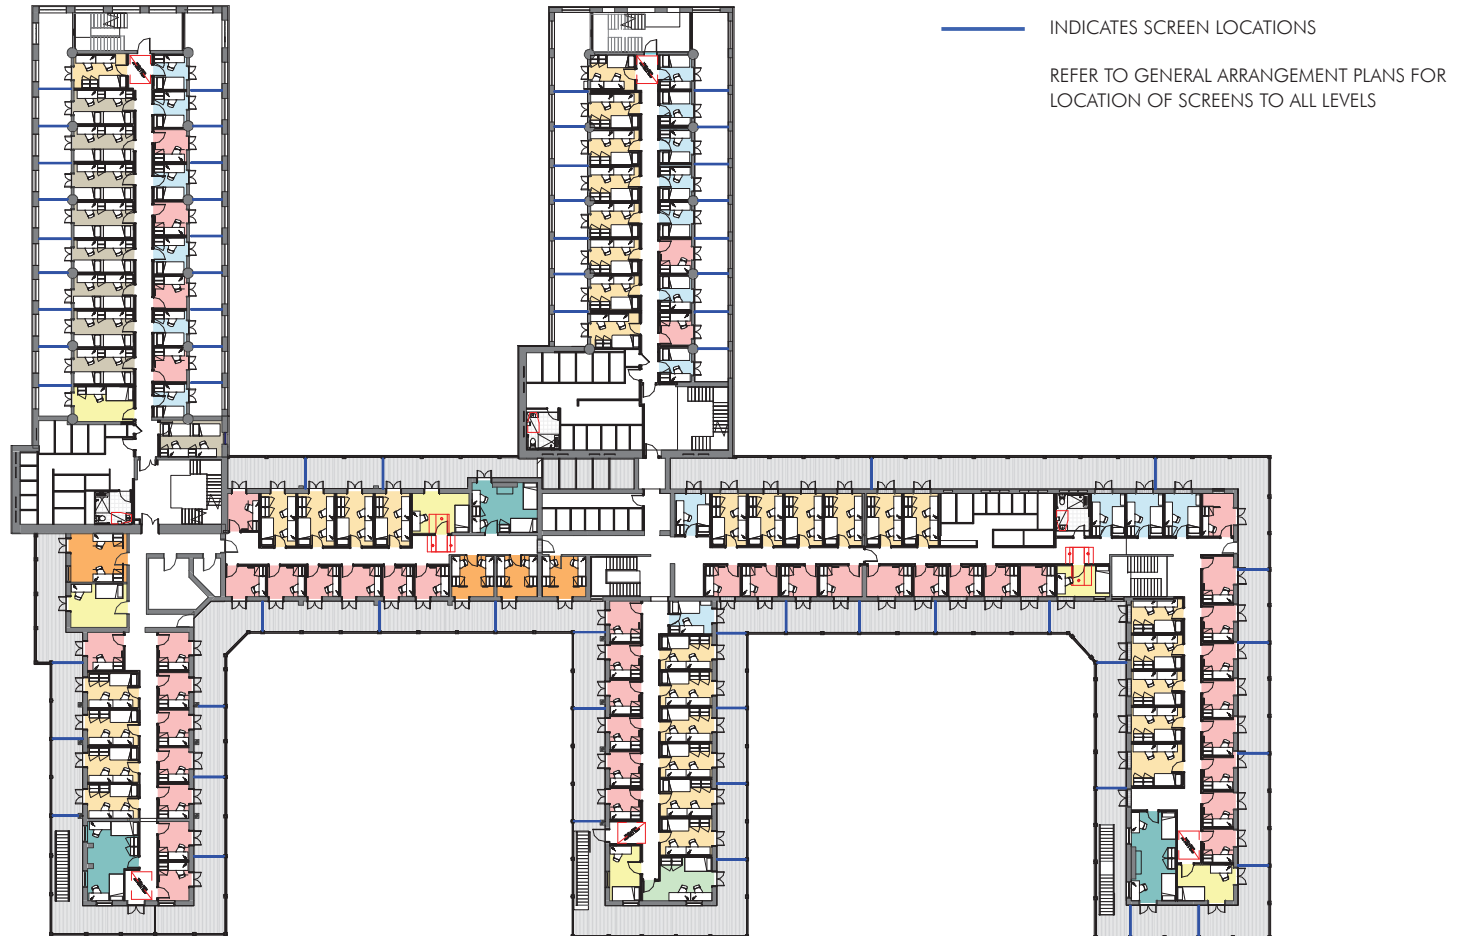 INDICATES SCREEN LOCATIONS
REFER TO GENERAL ARRANGEMENT PLANS FOR
LOCATION OF SCREENS TO ALL LEVELS